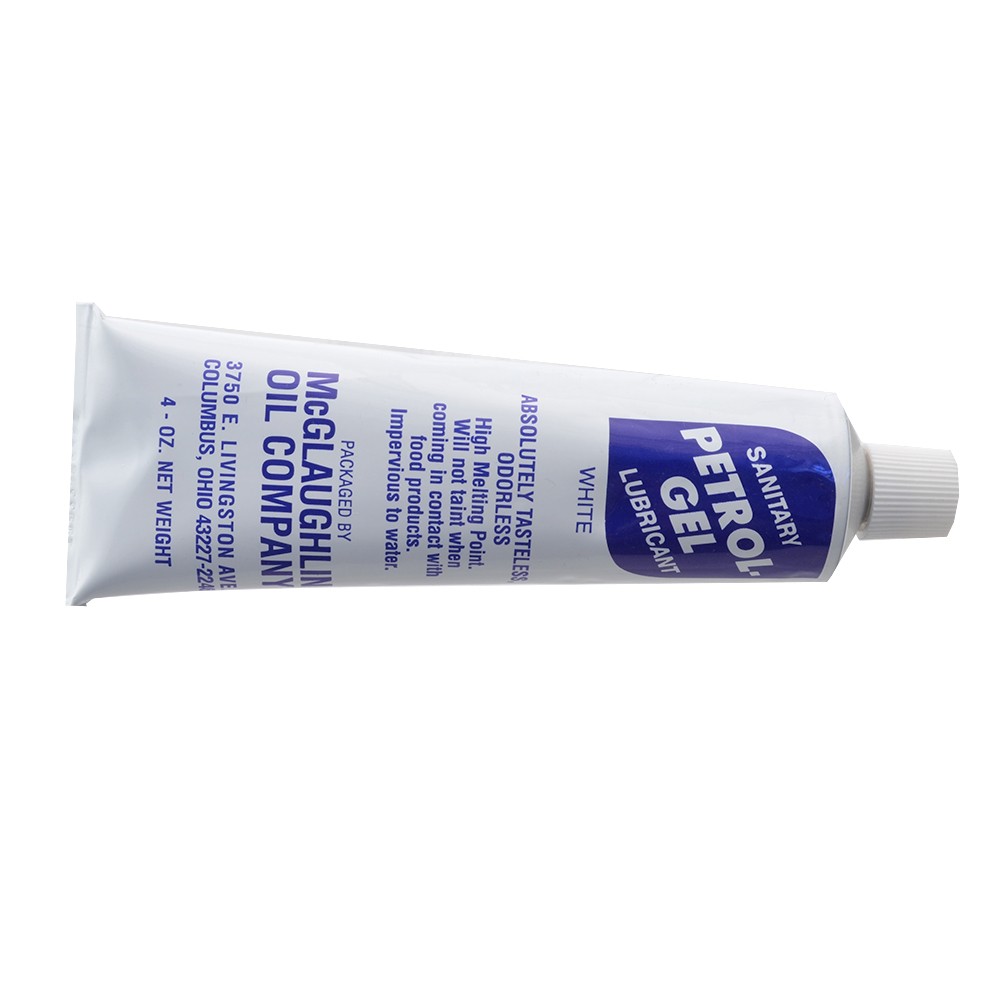 SANITARY
PETROL-
GEL
LUBRICANT
WHITE
ABSOLUTELY TASTELESS,
ODORLESS
High Melting Point.
Will not taint when
coming in contact with
food products.
Impervious to water.
PACKAGED BY
McGLAUGHLIN
OIL COMPANY
3750 E. LIVINGSTON AVE
COLUMBUS, OHIO 43227-224
4 - OZ. NET WEIGHT